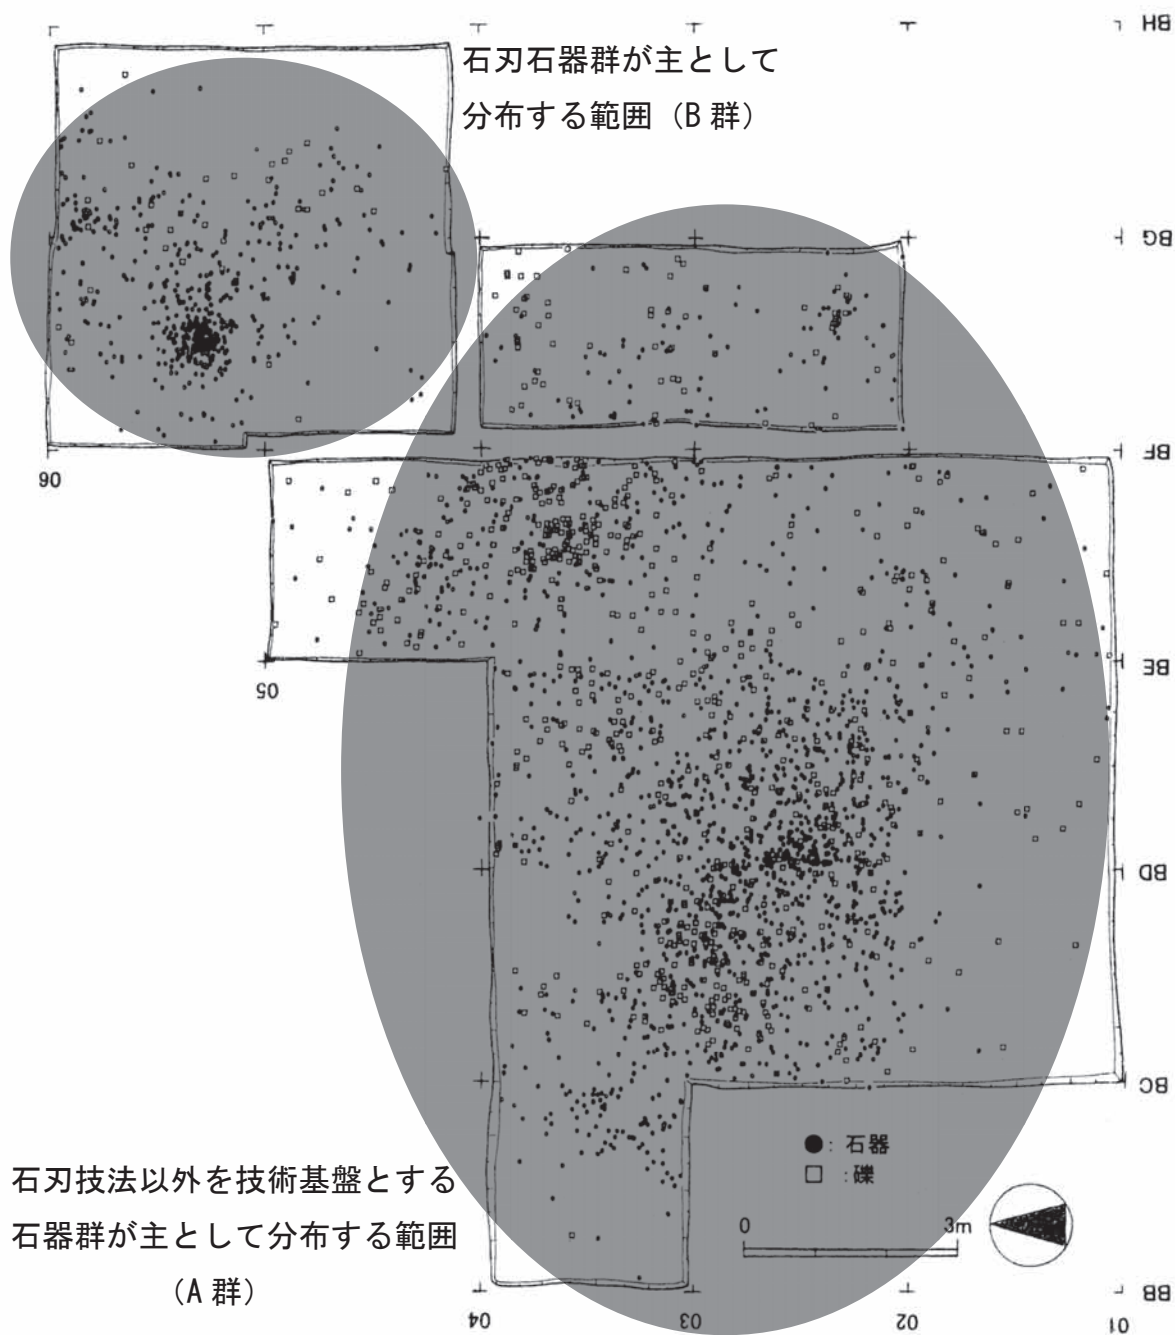 石刃石器群が主として
分布する範囲（B 群）
BH
BG
BF
06
05
BE
BD
BC
●：石器
□：礫
0 3m
石刃技法以外を技術基盤とする
石器群が主として分布する範囲
（A 群）
BB
04
03
02
01